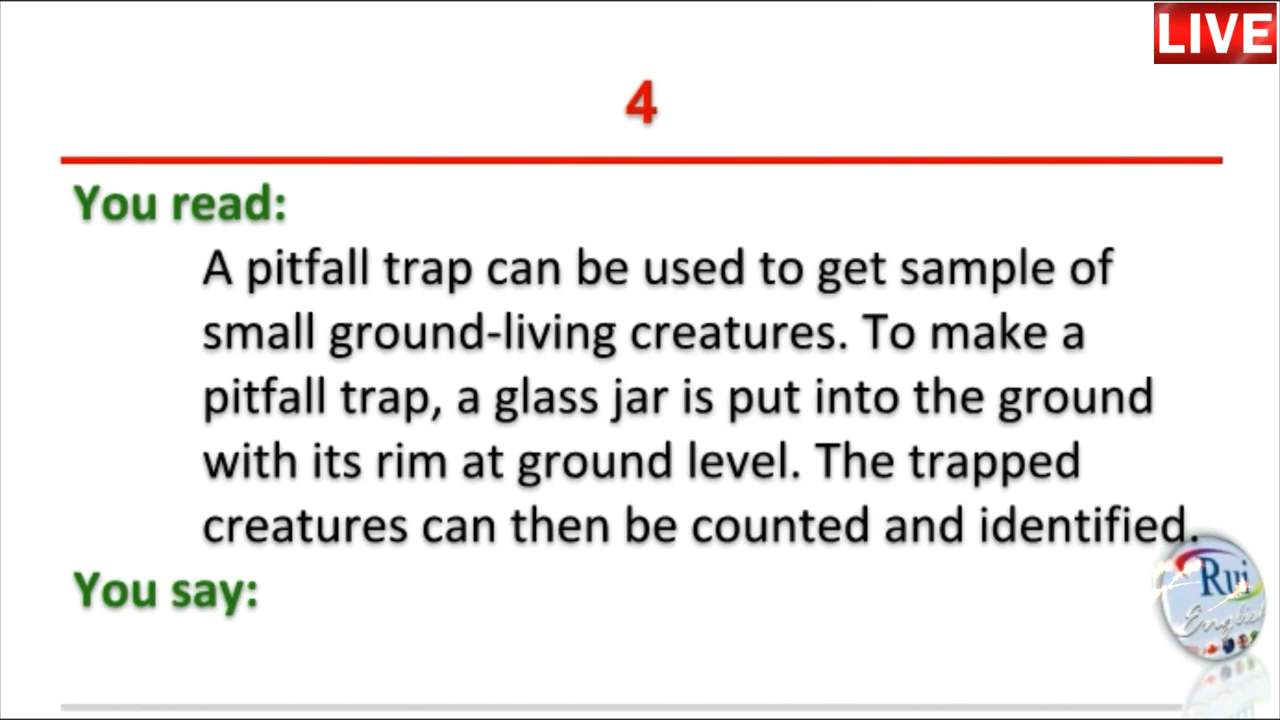 LIVE
4
You read:
A pitfall trap can be used to get sample of
small ground-living creatures. To make a
pitfall trap, a glass jar is put into the ground
with its rim at ground level. The trapped
creatures can then be counted and identified.
You say:
Rui
English